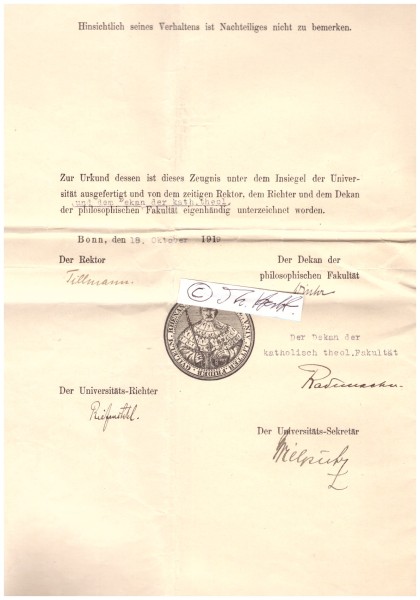 Hinsichtlich seines Verhaltens ist Nachteiliges nicht zu bemerken.
Zur Urkund dessen ist dieses Zeugnis unter dem Insiegel der Univer-
sität ausgefertigt und von dem zeitigen Rektor, dem Richter und dem Dekan
und dem Dekan der kath.theol.
der philosophischen Fakultät eigenhändig unterzeichnet worden.
Bonn, den 18. Oktober 1919
Der Rektor
Der Dekan der
philosophischen Fakultät
Tillmann.
Der Dekan der
katholisch theol.Fakultät
Rademacher
Der Universitäts-Richter
Der Universitäts-Sekretär